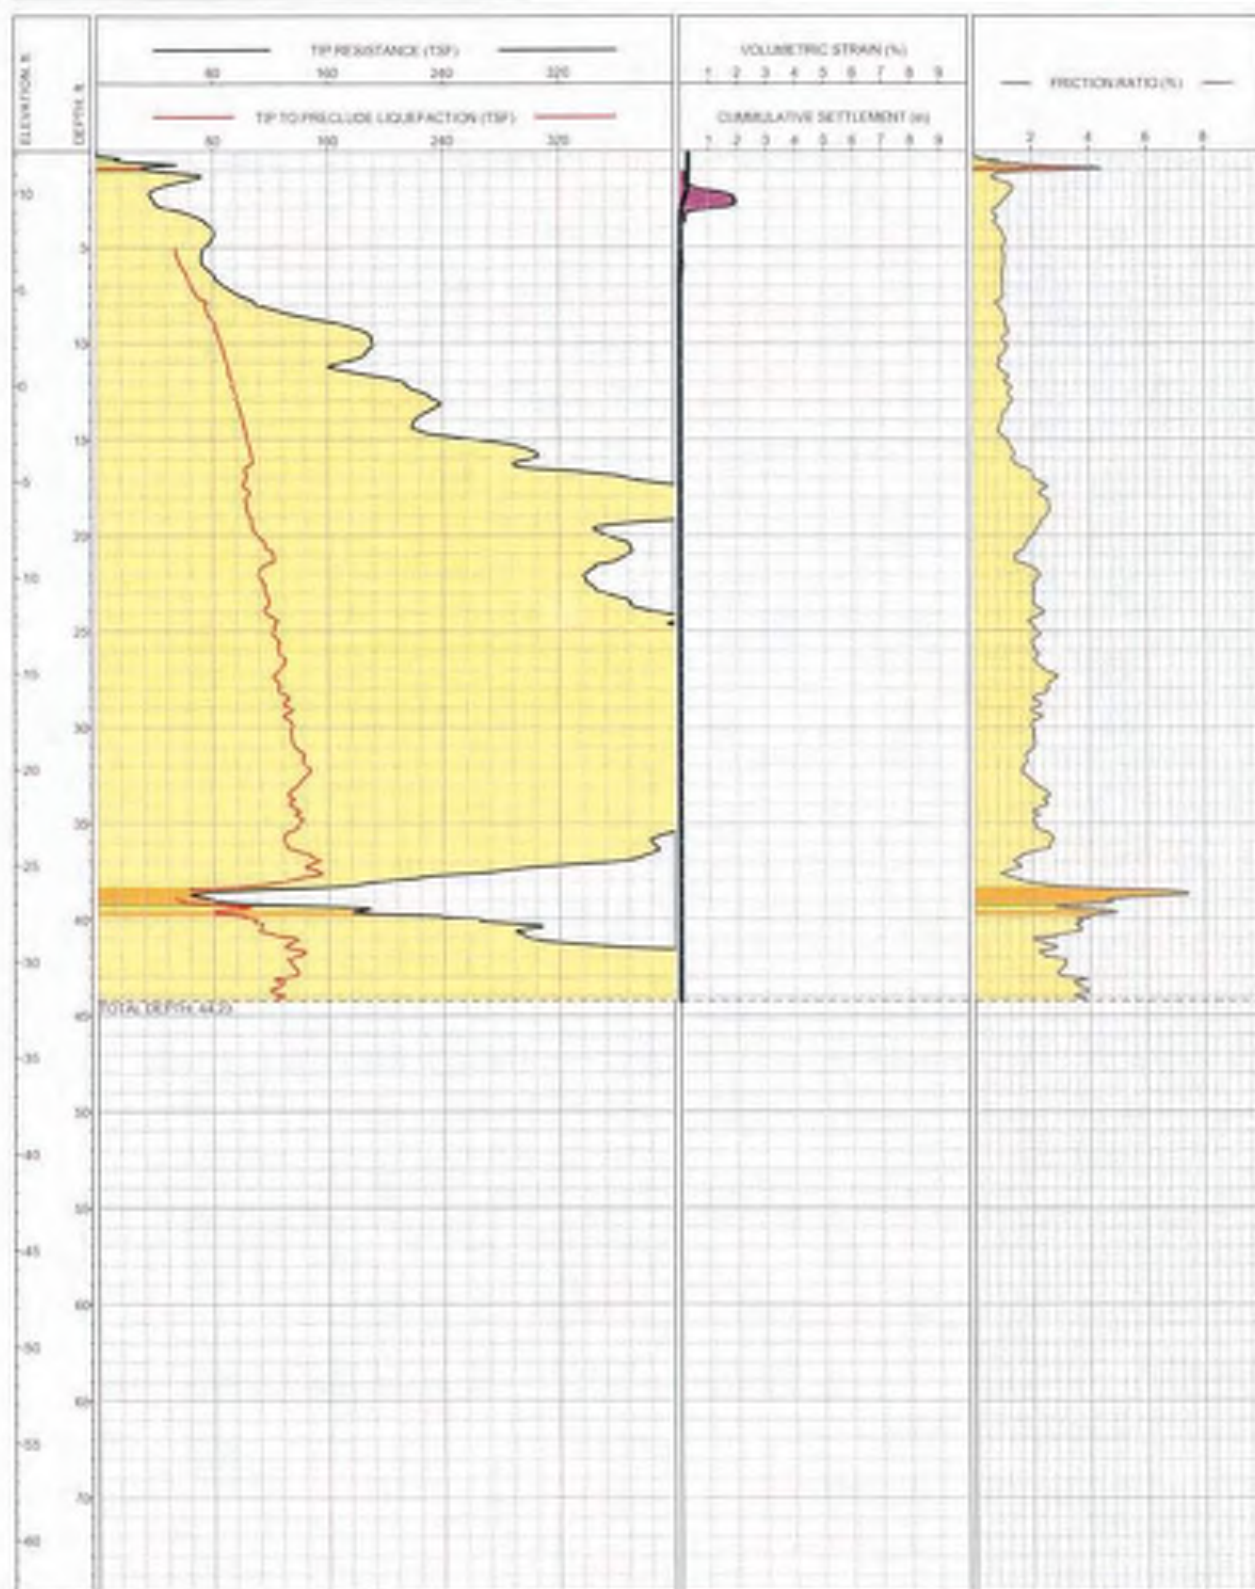 TIP RESISTANCE (TSF)
80 160 240 320
TIP TO PRECLUDE LIQUEFACTION (TSF)
80 160 240 320
VOLUMETRIC STRAIN (%)
1 2 3 4 5 6 7 8 9
CUMMULATIVE SETTLEMENT (in)
1 2 3 4 5 6 7 8 9
FRICTION RATIO (%)
2 4 6 8
ELEVATION, ft.
DEPTH, ft.
10
5
5
10
0
15
-5
20
-10
25
-15
30
-20
35
-25
40
-30
TOTAL DEPTH: 44.23
45
-35
50
-40
55
-45
60
-50
-55
70
-60